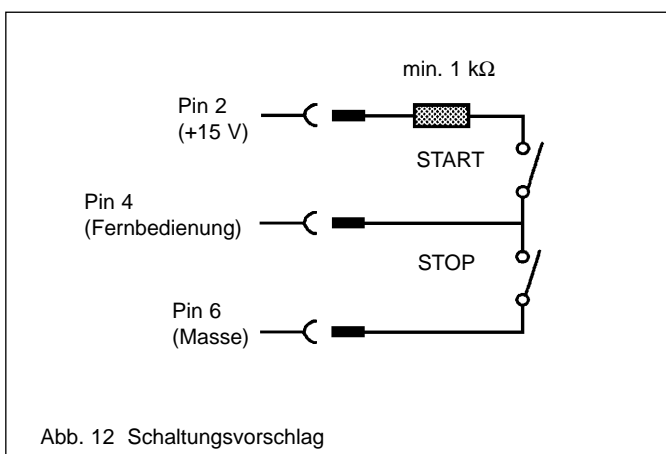 min. 1 kΩ
Pin 2
(+15 V)
START
Pin 4
(Fernbedienung)
STOP
Pin 6
(Masse)
Abb. 12 Schaltungsvorschlag